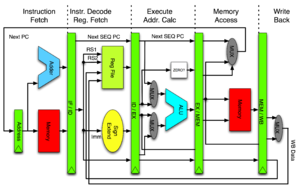 Instruction
Fetch
Instr. Decode
Reg. Fetch
Execute
Addr. Calc
Memory
Access
Write
Back
Next PC
Next SEQ PC
Next SEQ PC
MUX
Adder
RS1
RS2
Reg File
Zero?
MUX
MUX
ALU
Address
Memory
IF / ID
ID / EX
EX / MEM
Memory
MEM / WB
MUX
Imm
Sign
Extend
WB Data